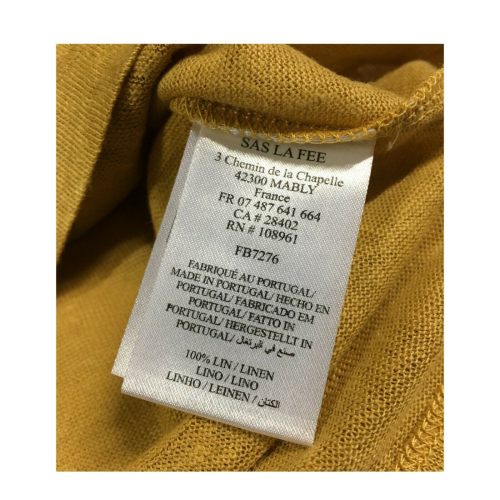 SAS LA FEE
3 Chemin de la Chapelle
42300 MABLY
France
FR 07 487 641 664
CA # 28402
RN # 108961
FB7276
FABRIQUÉ AU PORTUGAL/
MADE IN PORTUGAL/ HECHO EN
PORTUGAL/ FABRICADO EM
PORTUGAL/ FATTO IN
PORTUGAL/ HERGESTELLT IN
PORTUGAL/ صنع في البرتغال
100% LIN / LINEN
LINO / LINO
LINHO / LEINEN / الكتان